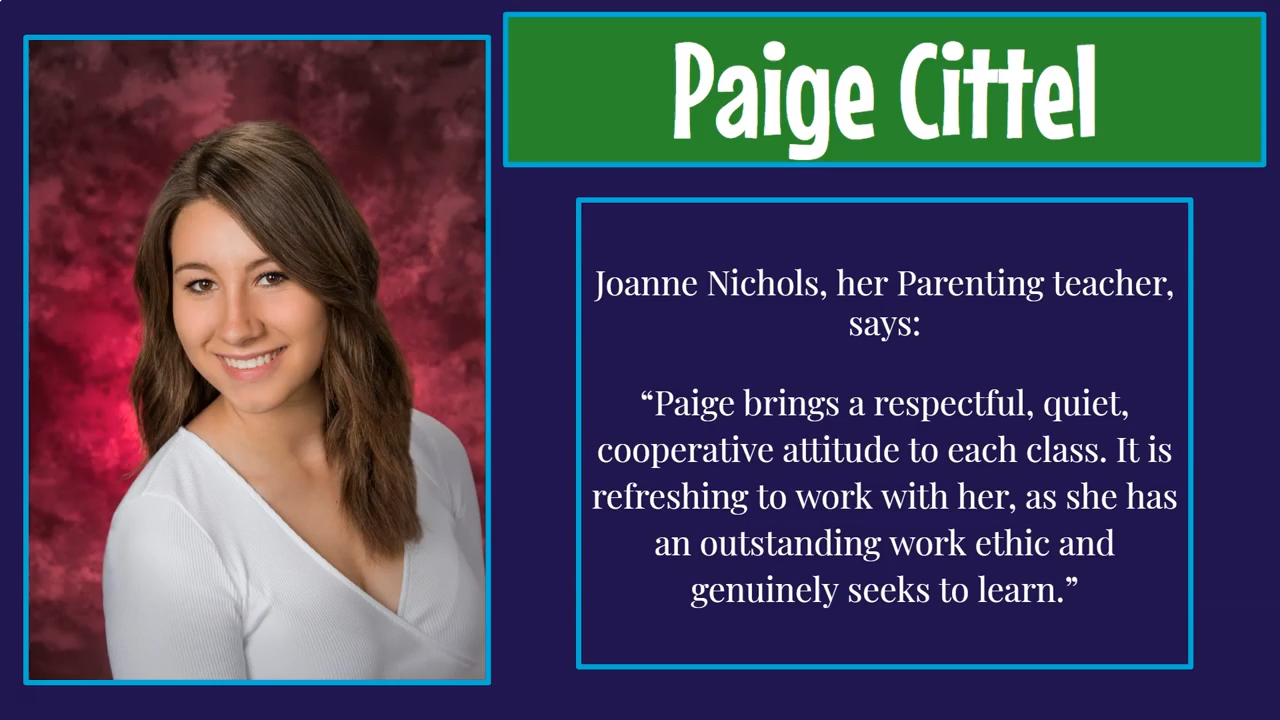 Paige Cittel
Joanne Nichols, her Parenting teacher,
says:
“Paige brings a respectful, quiet,
cooperative attitude to each class. It is
refreshing to work with her, as she has
an outstanding work ethic and
genuinely seeks to learn.”